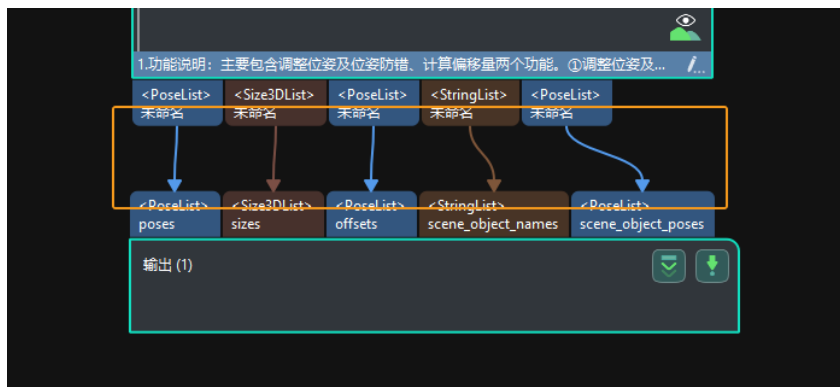 1.功能说明：主要包含调整位姿及位姿防错、计算偏移量两个功能。①调整位姿及...
<PoseList> <Size3DList> <PoseList> <StringList> <PoseList>
未命名 未命名 未命名 未命名 未命名
<PoseList> <Size3DList> <PoseList> <StringList> <PoseList>
poses sizes offsets scene_object_names scene_object_poses
输出 (1)